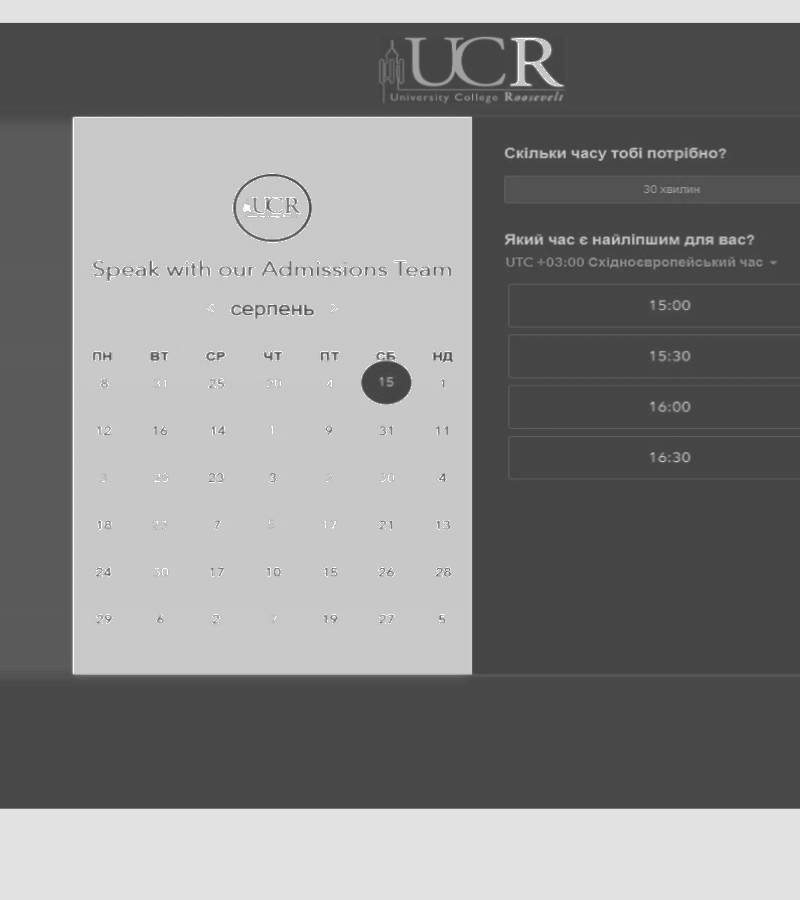 UCR
University College Roosevelt
UCR
Speak with our Admissions Team
< серпень >
ПН ВТ СР ЧТ ПТ СБ НД
8 31 25 20 4 15 1
12 16 14 1 9 31 11
3 23 3 30 4
18 22 7 5 12 21 13
24 30 17 10 15 26 28
29 6 2 7 19 27 5
Скільки часу тобі потрібно?
30 хвилин
Який час є найліпшим для вас?
UTC +03:00 Східноєвропейський час
15:00
15:30
16:00
16:30